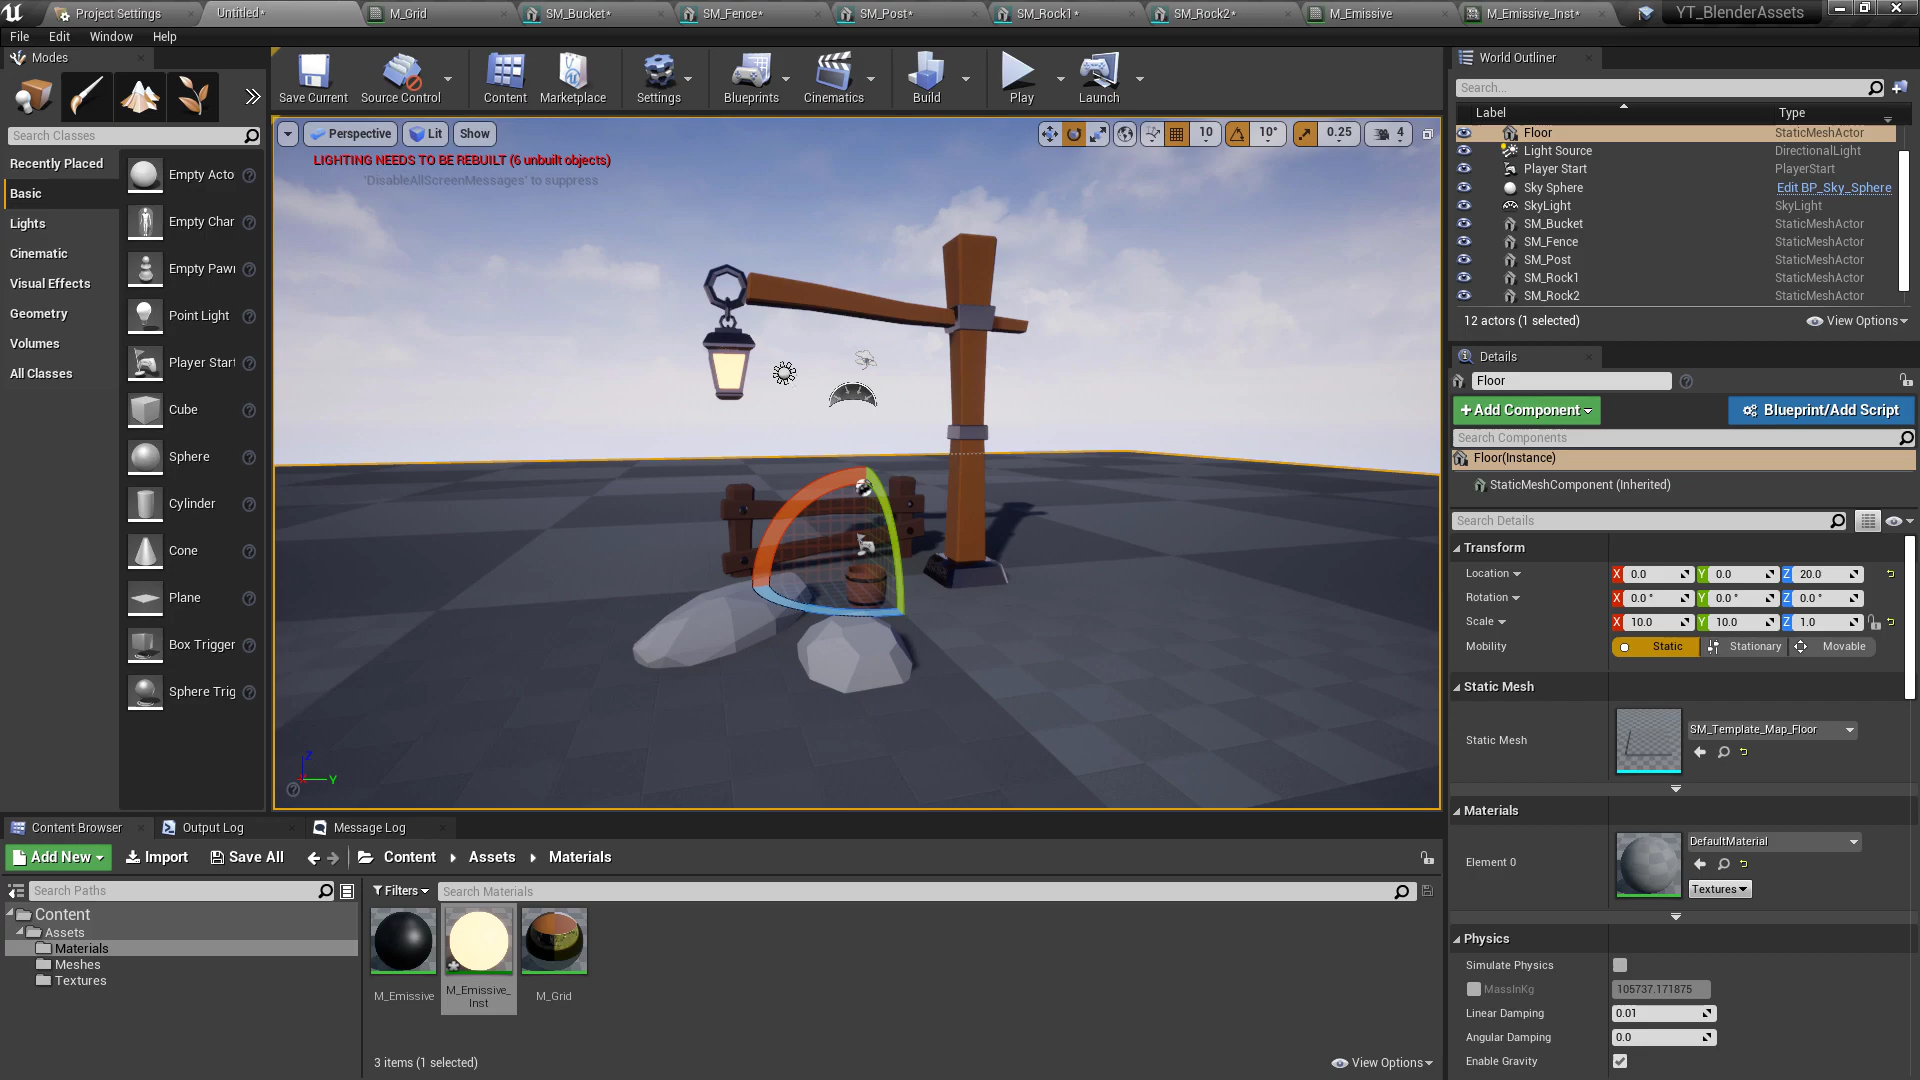 Project Settings
Untitled*
M_Grid
SM_Bucket*
SM_Fence*
SM_Post*
SM_Rock1*
SM_Rock2*
M_Emissive
M_Emissive_Inst*
YT_BlenderAssets
File Edit Window Help
Modes
Search Classes
Recently Placed
Basic
Lights
Cinematic
Visual Effects
Geometry
Volumes
All Classes
Empty Acto
Empty Char
Empty Pawn
Point Light
Player Start
Cube
Sphere
Cylinder
Cone
Plane
Box Trigger
Sphere Trig
Save Current
Source Control
Content
Marketplace
Settings
Blueprints
Cinematics
Build
Play
Launch
Perspective
Lit
Show
10
10°
0.25
4
LIGHTING NEEDS TO BE REBUILT (6 unbuilt objects)
'DisableAllScreenMessages' to suppress
Z
Y
World Outliner
Search...
Label Type
Floor StaticMeshActor
Light Source DirectionalLight
Player Start PlayerStart
Sky Sphere Edit BP_Sky_Sphere
SkyLight SkyLight
SM_Bucket StaticMeshActor
SM_Fence StaticMeshActor
SM_Post StaticMeshActor
SM_Rock1 StaticMeshActor
SM_Rock2 StaticMeshActor
12 actors (1 selected)
View Options
Details
Floor
+Add Component
Blueprint/Add Script
Search Components
Floor(Instance)
StaticMeshComponent (Inherited)
Search Details
Transform
Location X 0.0 Y 0.0 Z 20.0
Rotation X 0.0 ° Y 0.0 ° Z 0.0 °
Scale X 10.0 Y 10.0 Z 1.0
Mobility Static Stationary Movable
Static Mesh
Static Mesh
SM_Template_Map_Floor
Materials
Element 0
DefaultMaterial
Textures
Physics
Simulate Physics
MassInKg 105737.171875
Linear Damping 0.01
Angular Damping 0.0
Enable Gravity
Content Browser
Output Log
Message Log
Add New
Import
Save All
Content
Assets
Materials
Search Paths
Filters
Search Materials
Content
Assets
Materials
Meshes
Textures
M_Emissive
M_Emissive_
Inst
M_Grid
3 items (1 selected)
View Options